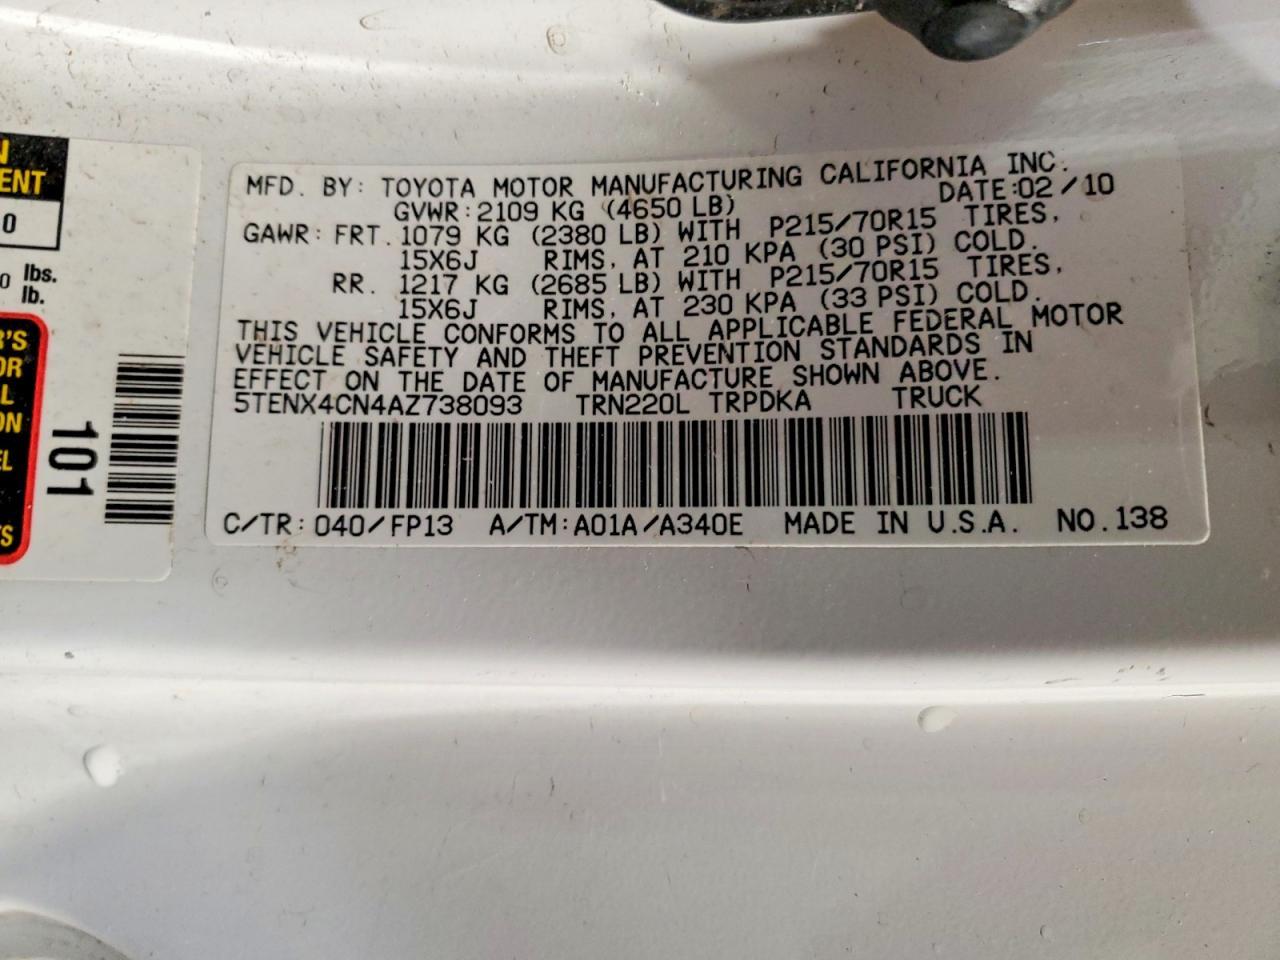 MFD. BY: TOYOTA MOTOR MANUFACTURING CALIFORNIA INC.
GVWR: 2109 KG (4650 LB) DATE:02/10
GAWR: FRT. 1079 KG (2380 LB) WITH P215/70R15 TIRES,
15X6J RIMS, AT 210 KPA (30 PSI) COLD.
RR. 1217 KG (2685 LB) WITH P215/70R15 TIRES,
15X6J RIMS, AT 230 KPA (33 PSI) COLD.
THIS VEHICLE CONFORMS TO ALL APPLICABLE FEDERAL MOTOR
VEHICLE SAFETY AND THEFT PREVENTION STANDARDS IN
EFFECT ON THE DATE OF MANUFACTURE SHOWN ABOVE.
5TENX4CN4AZ738093 TRN220L TRPDKA TRUCK
C/TR: 040/FP13 A/TM: A01A/A340E MADE IN U.S.A. NO.138
lbs.
lb.
101